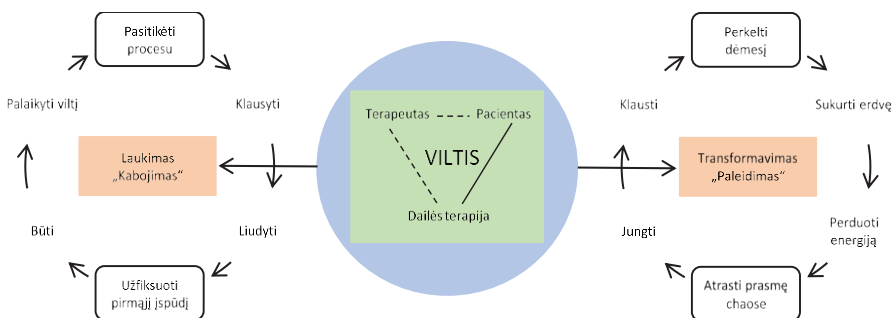 Pasitikėti
procesu
Palaikyti viltį
Klausyti
Laukimas
„Kabojimas“
Būti
Liudyti
Užfiksuoti
pirmąjį įspūdį
Terapeutas
Pacientas
VILTIS
Dailės terapija
Perkelti
dėmesį
Klausti
Sukurti erdvę
Transformavimas
„Paleidimas“
Jungti
Perduoti
energiją
Atrasti prasmę
chaose